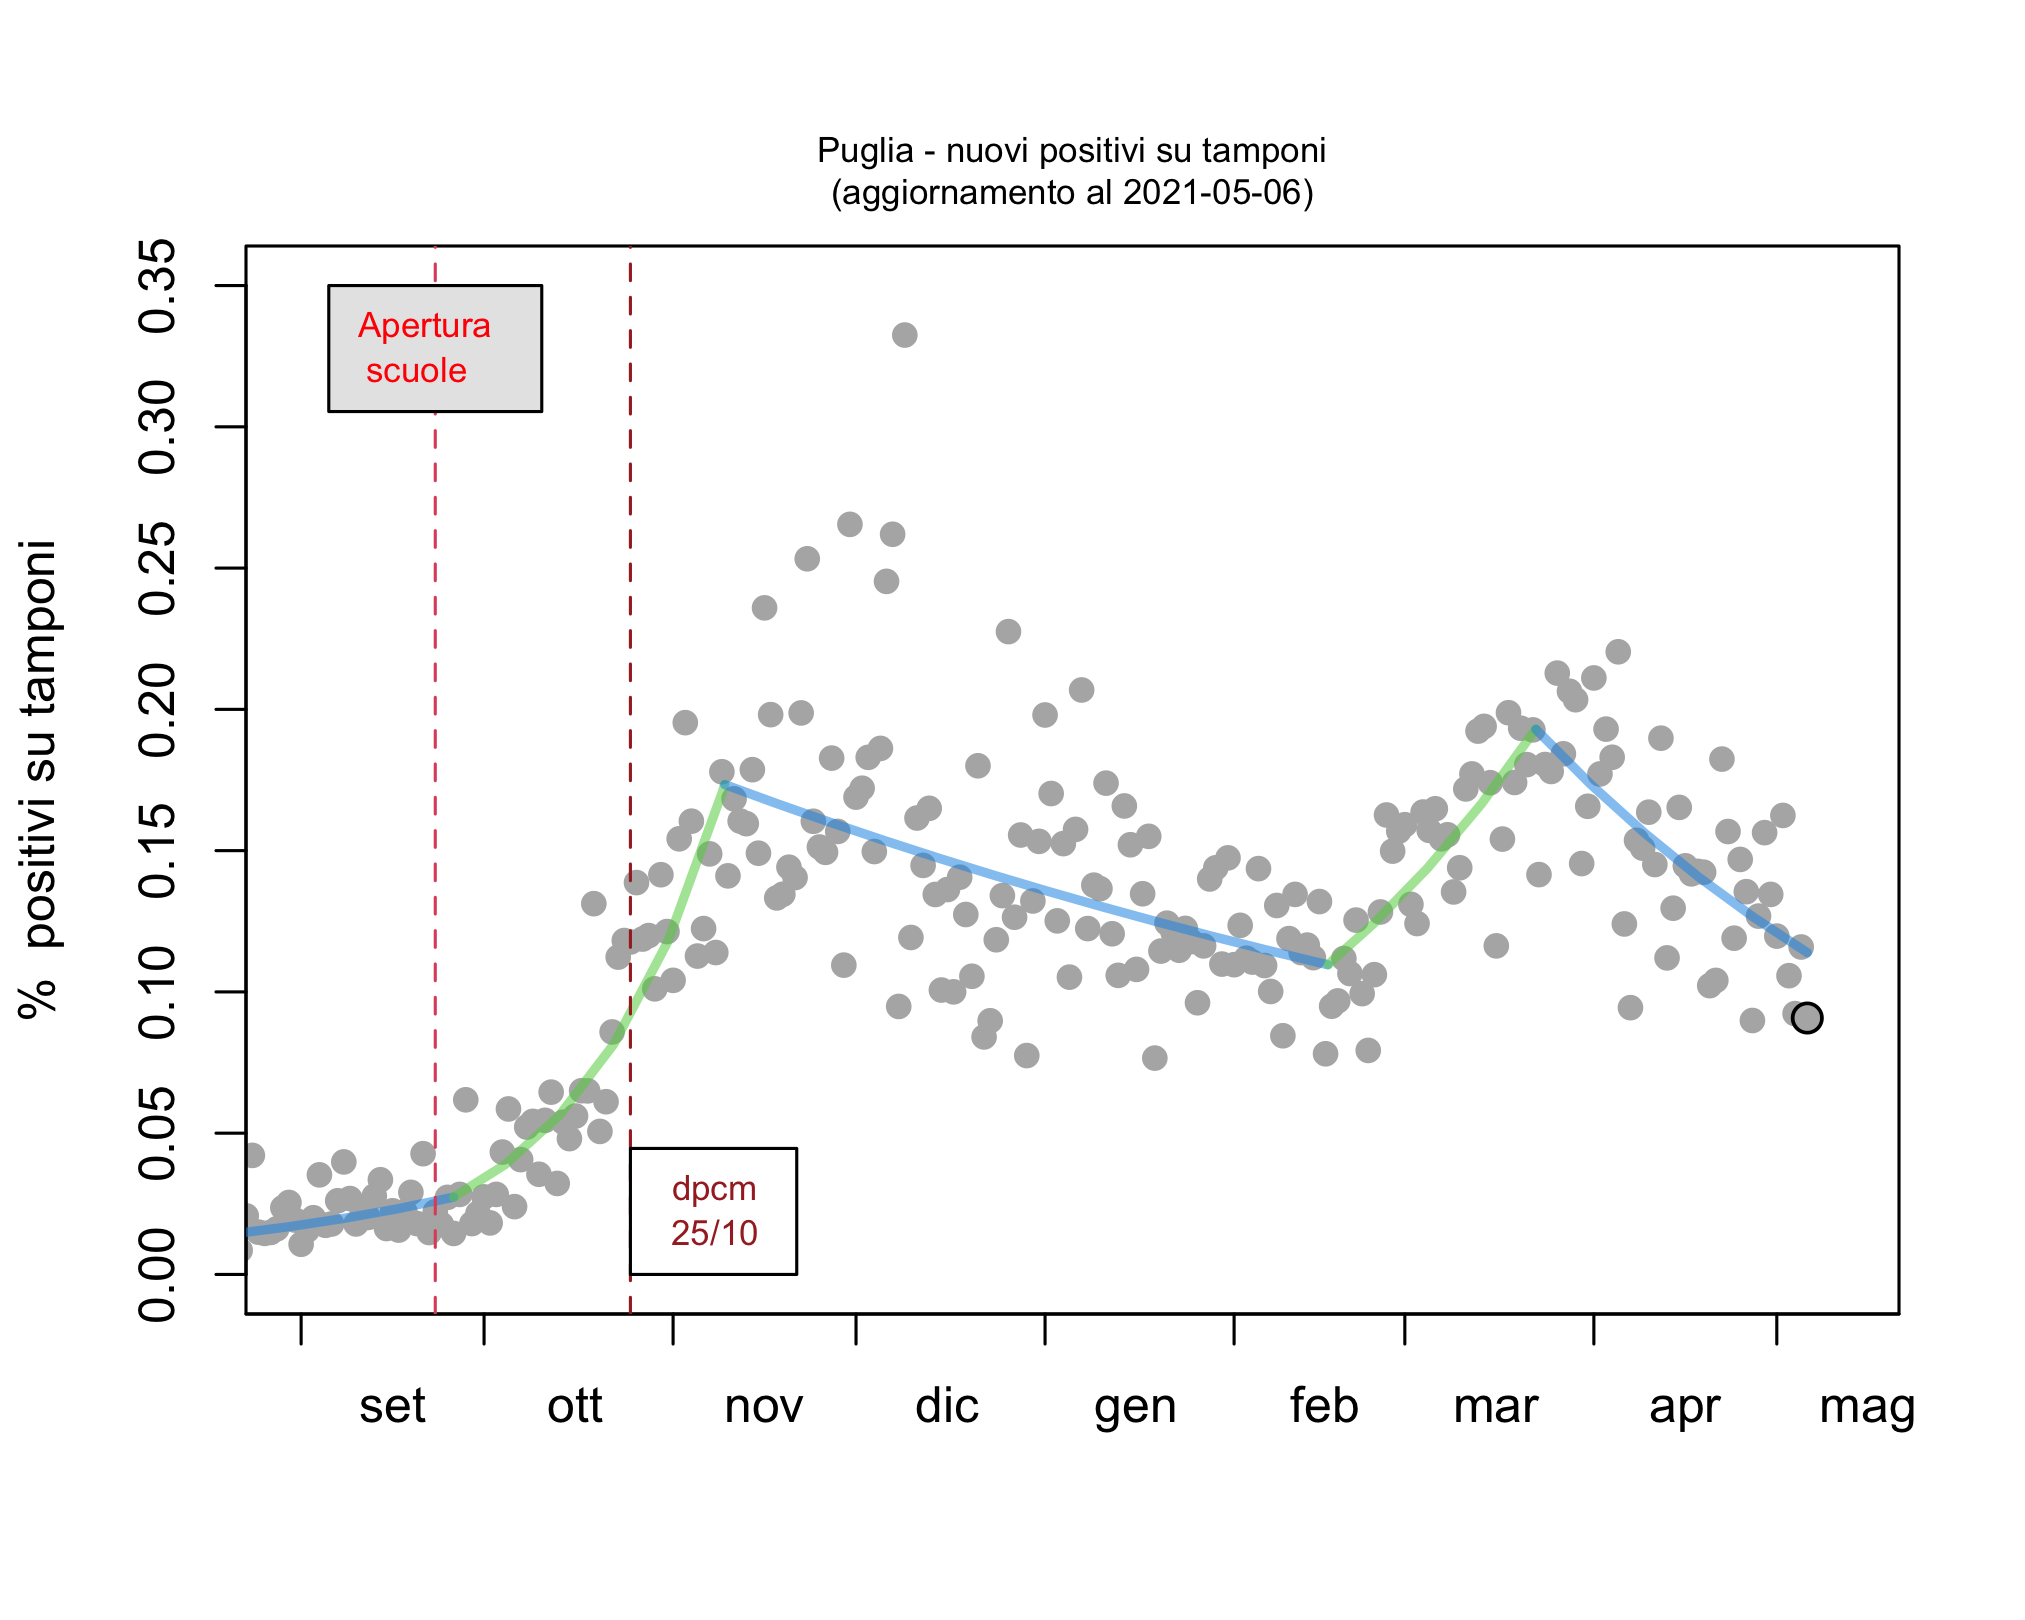 Puglia - nuovi positivi su tamponi
(aggiornamento al 2021-05-06)
% positivi su tamponi
0.35
0.30
0.25
0.20
0.15
0.10
0.05
0.00
Apertura
scuole
dpcm
25/10
set ott nov dic gen feb mar apr mag